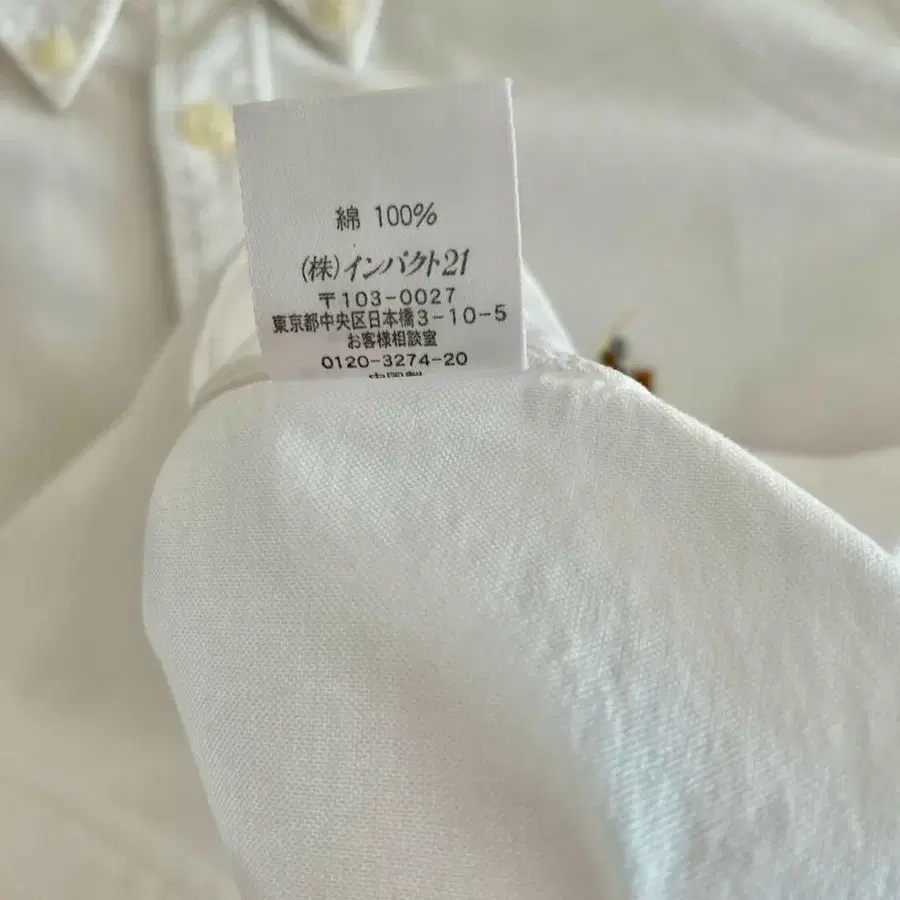 綿 100%
(株)インパクト21
〒103-0027
東京都中央区日本橋3-10-5
お客様相談室
0120-3274-20